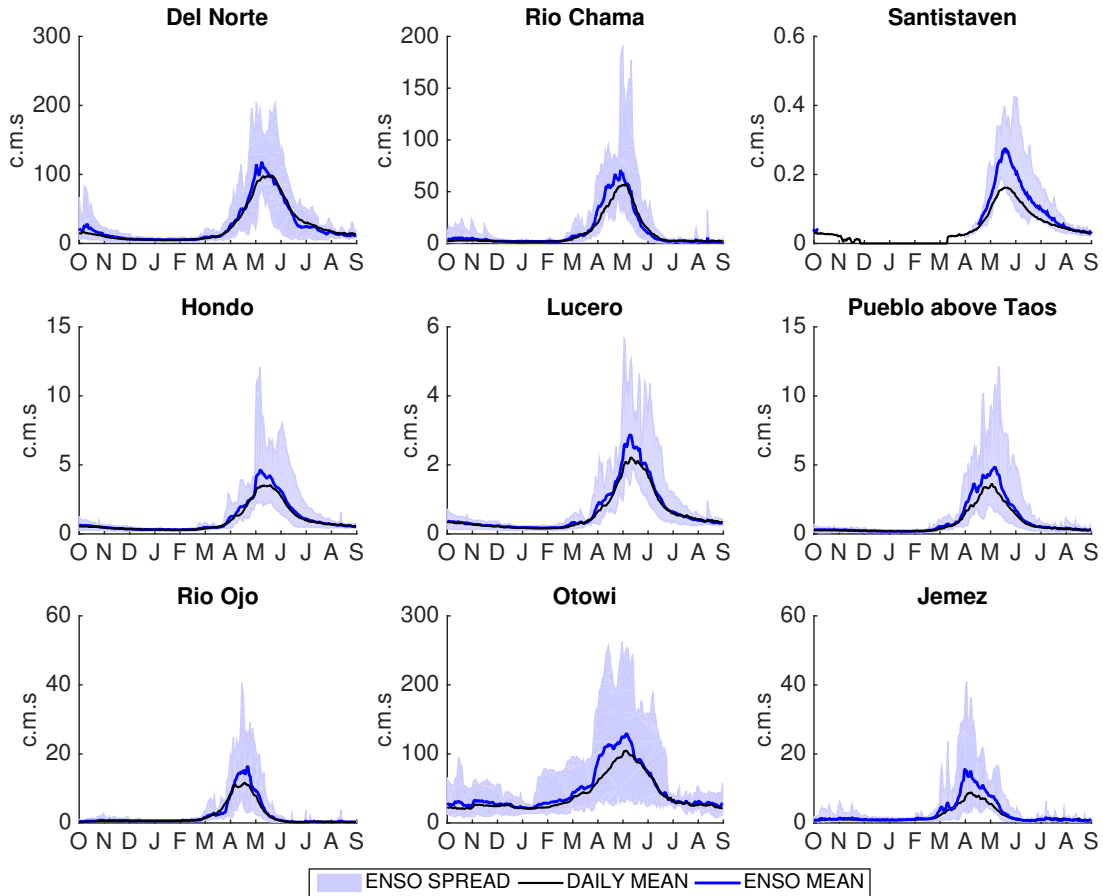 Del Norte
Rio Chama
Santistaven
300
200
100
0
c.m.s
O N D J F M A M J J A S
200
150
100
50
0
c.m.s
O N D J F M A M J J A S
0.6
0.4
0.2
0
c.m.s
O N D J F M A M J J A S
Hondo
Lucero
Pueblo above Taos
15
10
5
0
c.m.s
O N D J F M A M J J A S
6
4
2
0
c.m.s
O N D J F M A M J J A S
15
10
5
0
c.m.s
O N D J F M A M J J A S
Rio Ojo
Otowi
Jemez
60
40
20
0
c.m.s
O N D J F M A M J J A S
300
200
100
0
c.m.s
O N D J F M A M J J A S
60
40
20
0
c.m.s
O N D J F M A M J J A S
ENSO SPREAD DAILY MEAN ENSO MEAN